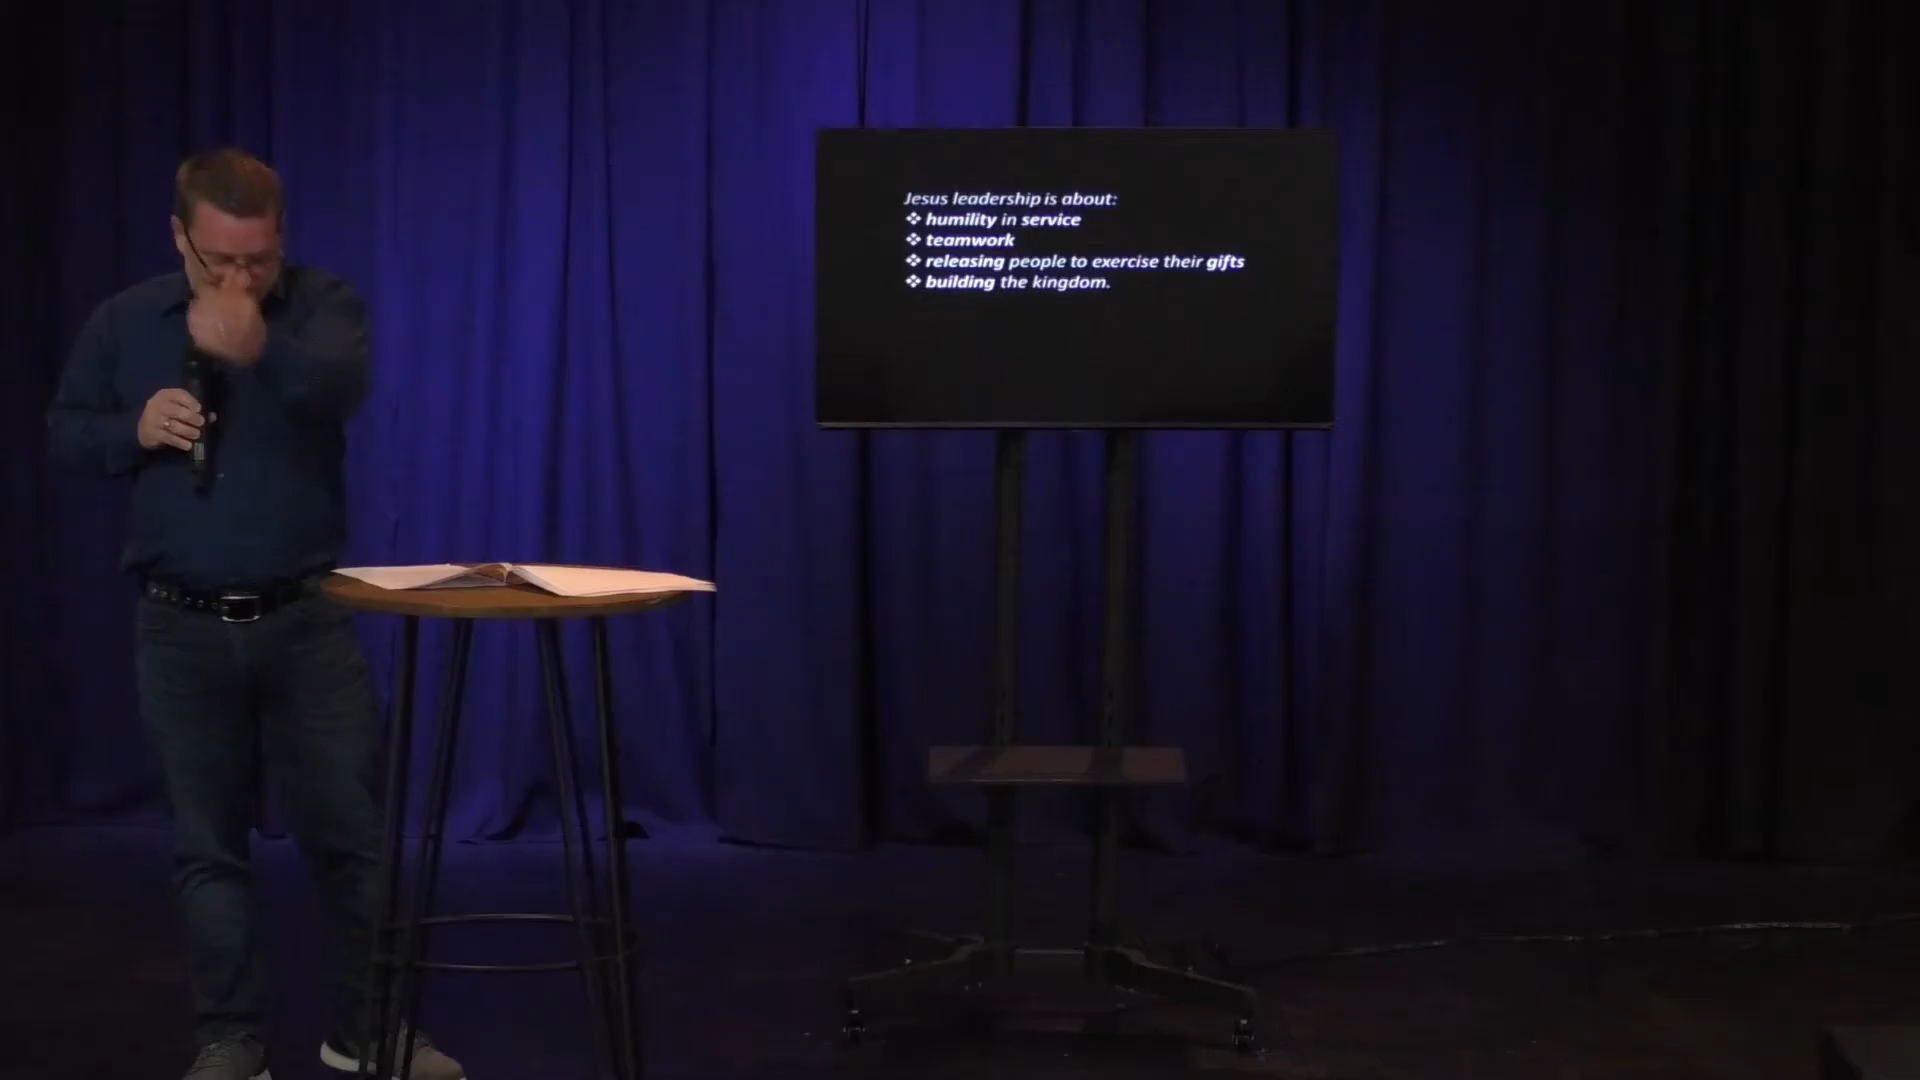 Jesus leadership is about:
❖ humility in service
❖ teamwork
❖ releasing people to exercise their gifts
❖ building the kingdom.